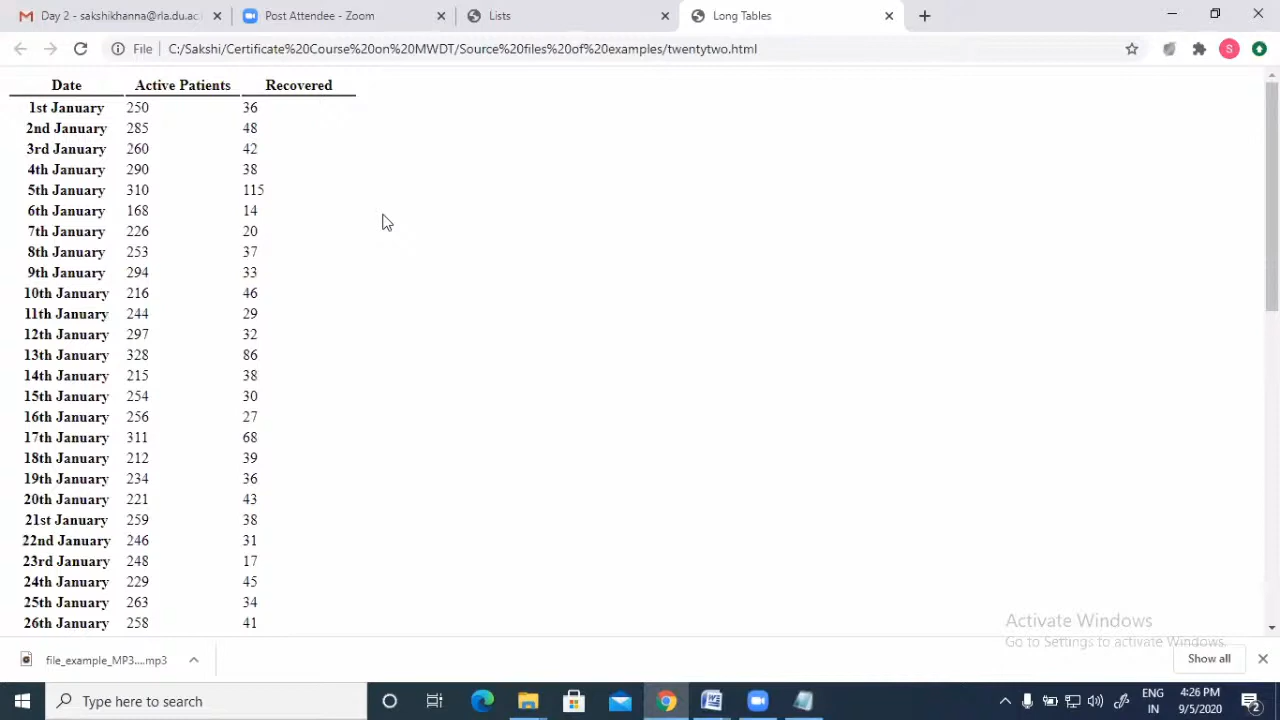 Day 2 - sakshikhanna@rla.du.ac.
Post Attendee - Zoom
Lists
Long Tables
File
C:/Sakshi/Certificate%20Course%20on%20MWDT/Source%20files%20of%20examples/twentytwo.html
S
Date Active Patients Recovered
1st January 250 36
2nd January 285 48
3rd January 260 42
4th January 290 38
5th January 310 115
6th January 168 14
7th January 226 20
8th January 253 37
9th January 294 33
10th January 216 46
11th January 244 29
12th January 297 32
13th January 328 86
14th January 215 38
15th January 254 30
16th January 256 27
17th January 311 68
18th January 212 39
19th January 234 36
20th January 221 43
21st January 259 38
22nd January 246 31
23rd January 248 17
24th January 229 45
25th January 263 34
26th January 258 41
Activate Windows
Go to Settings to activate Windows.
file_example_MP3....mp3
Show all
Type here to search
ENG
IN
4:26 PM
9/5/2020
2